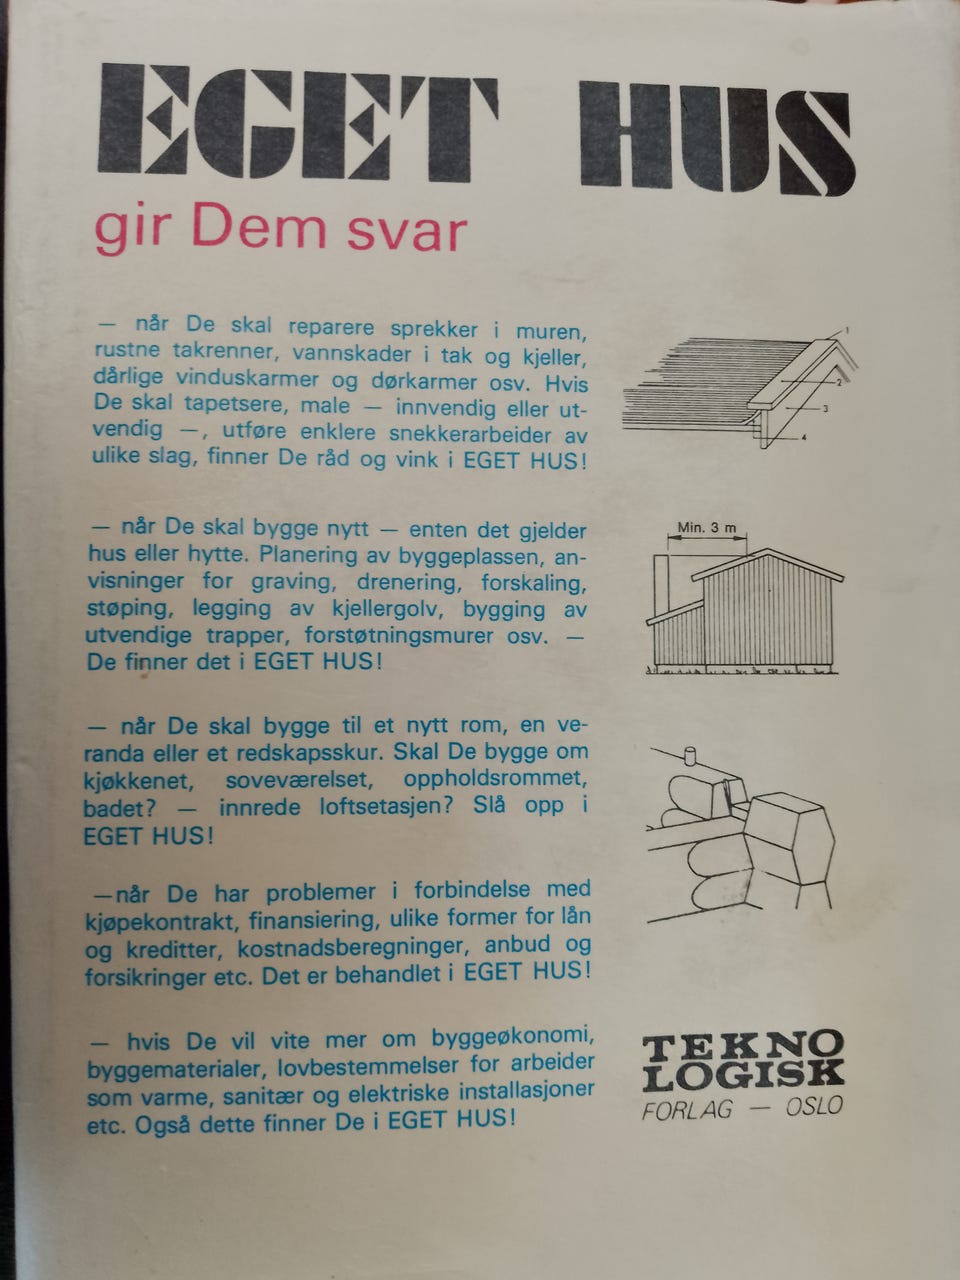 EGET HUS
gir Dem svar
— når De skal reparere sprekker i muren,
rustne takrenner, vannskader i tak og kjeller,
dårlige vinduskarmer og dørkarmer osv. Hvis
De skal tapetsere, male — innvendig eller ut-
vendig —, utføre enklere snekkerarbeider av
ulike slag, finner De råd og vink i EGET HUS!
1
2
3
4
— når De skal bygge nytt — enten det gjelder
hus eller hytte. Planering av byggeplassen, an-
visninger for graving, drenering, forskaling,
støping, legging av kjellergolv, bygging av
utvendige trapper, forstøtningsmurer osv. —
De finner det i EGET HUS!
Min. 3 m
— når De skal bygge til et nytt rom, en ve-
randa eller et redskapsskur. Skal De bygge om
kjøkkenet, soveværelset, oppholdsrommet,
badet? — innrede loftsetasjen? Slå opp i
EGET HUS!
—når De har problemer i forbindelse med
kjøpekontrakt, finansiering, ulike former for lån
og kreditter, kostnadsberegninger, anbud og
forsikringer etc. Det er behandlet i EGET HUS!
— hvis De vil vite mer om byggeøkonomi,
byggematerialer, lovbestemmelser for arbeider
som varme, sanitær og elektriske installasjoner
etc. Også dette finner De i EGET HUS!
TEKNO
LOGISK
FORLAG — OSLO